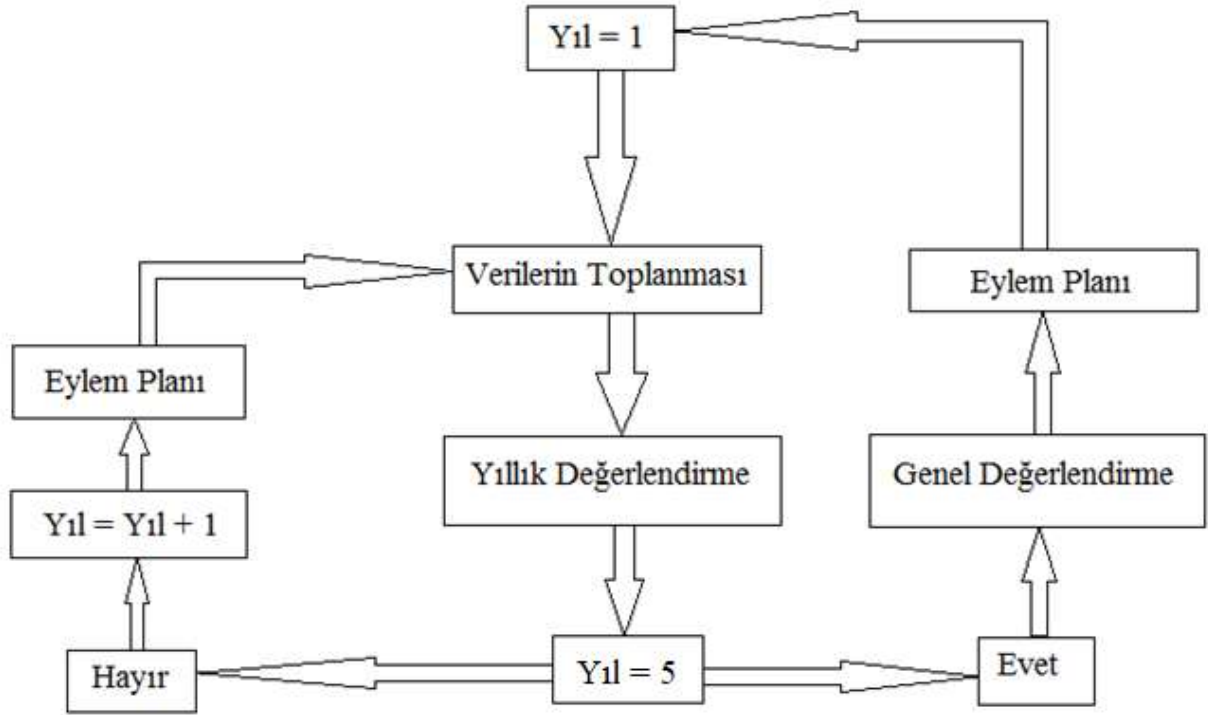 Yıl = 1
Verilerin Toplanması
Eylem Planı
Eylem Planı
Yıllık Değerlendirme
Genel Değerlendirme
Yıl = Yıl + 1
Hayır
Yıl = 5
Evet